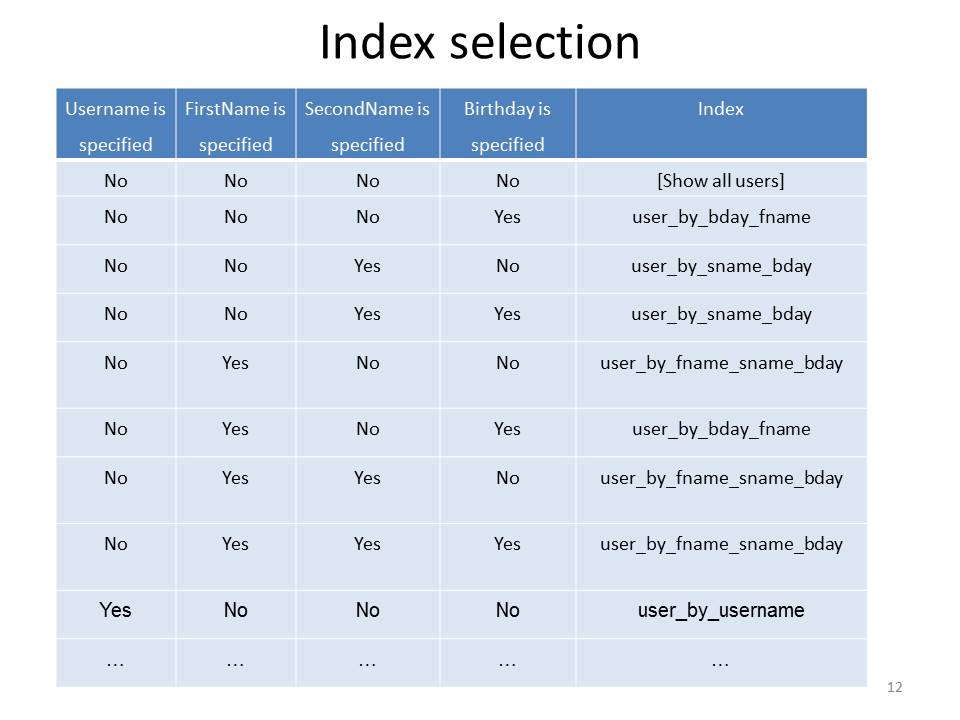 Index selection
Username is specified FirstName is specified SecondName is specified Birthday is specified Index
No No No No [Show all users]
No No No Yes user_by_bday_fname
No No Yes No user_by_sname_bday
No No Yes Yes user_by_sname_bday
No Yes No No user_by_fname_sname_bday
No Yes No Yes user_by_bday_fname
No Yes Yes No user_by_fname_sname_bday
No Yes Yes Yes user_by_fname_sname_bday
Yes No No No user_by_username
… … … … …
12